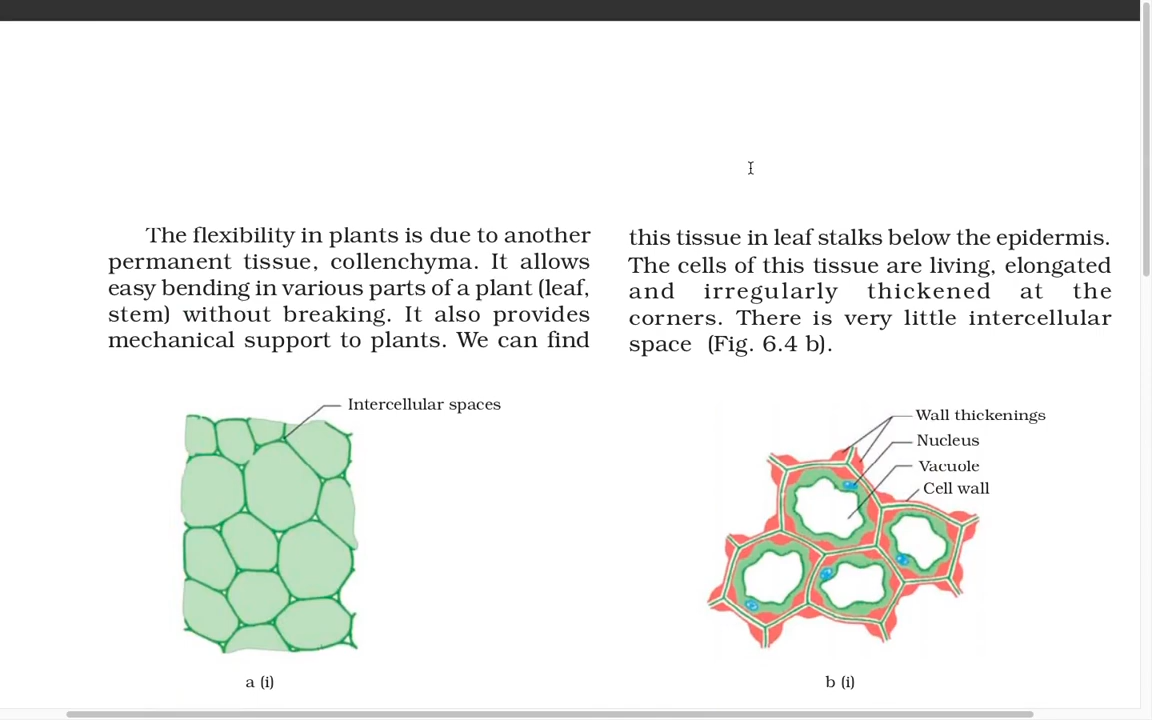 The flexibility in plants is due to another
permanent tissue, collenchyma. It allows
easy bending in various parts of a plant (leaf,
stem) without breaking. It also provides
mechanical support to plants. We can find
this tissue in leaf stalks below the epidermis.
The cells of this tissue are living, elongated
and irregularly thickened at the
corners. There is very little intercellular
space (Fig. 6.4 b).
Intercellular spaces
a (i)
Wall thickenings
Nucleus
Vacuole
Cell wall
b (i)